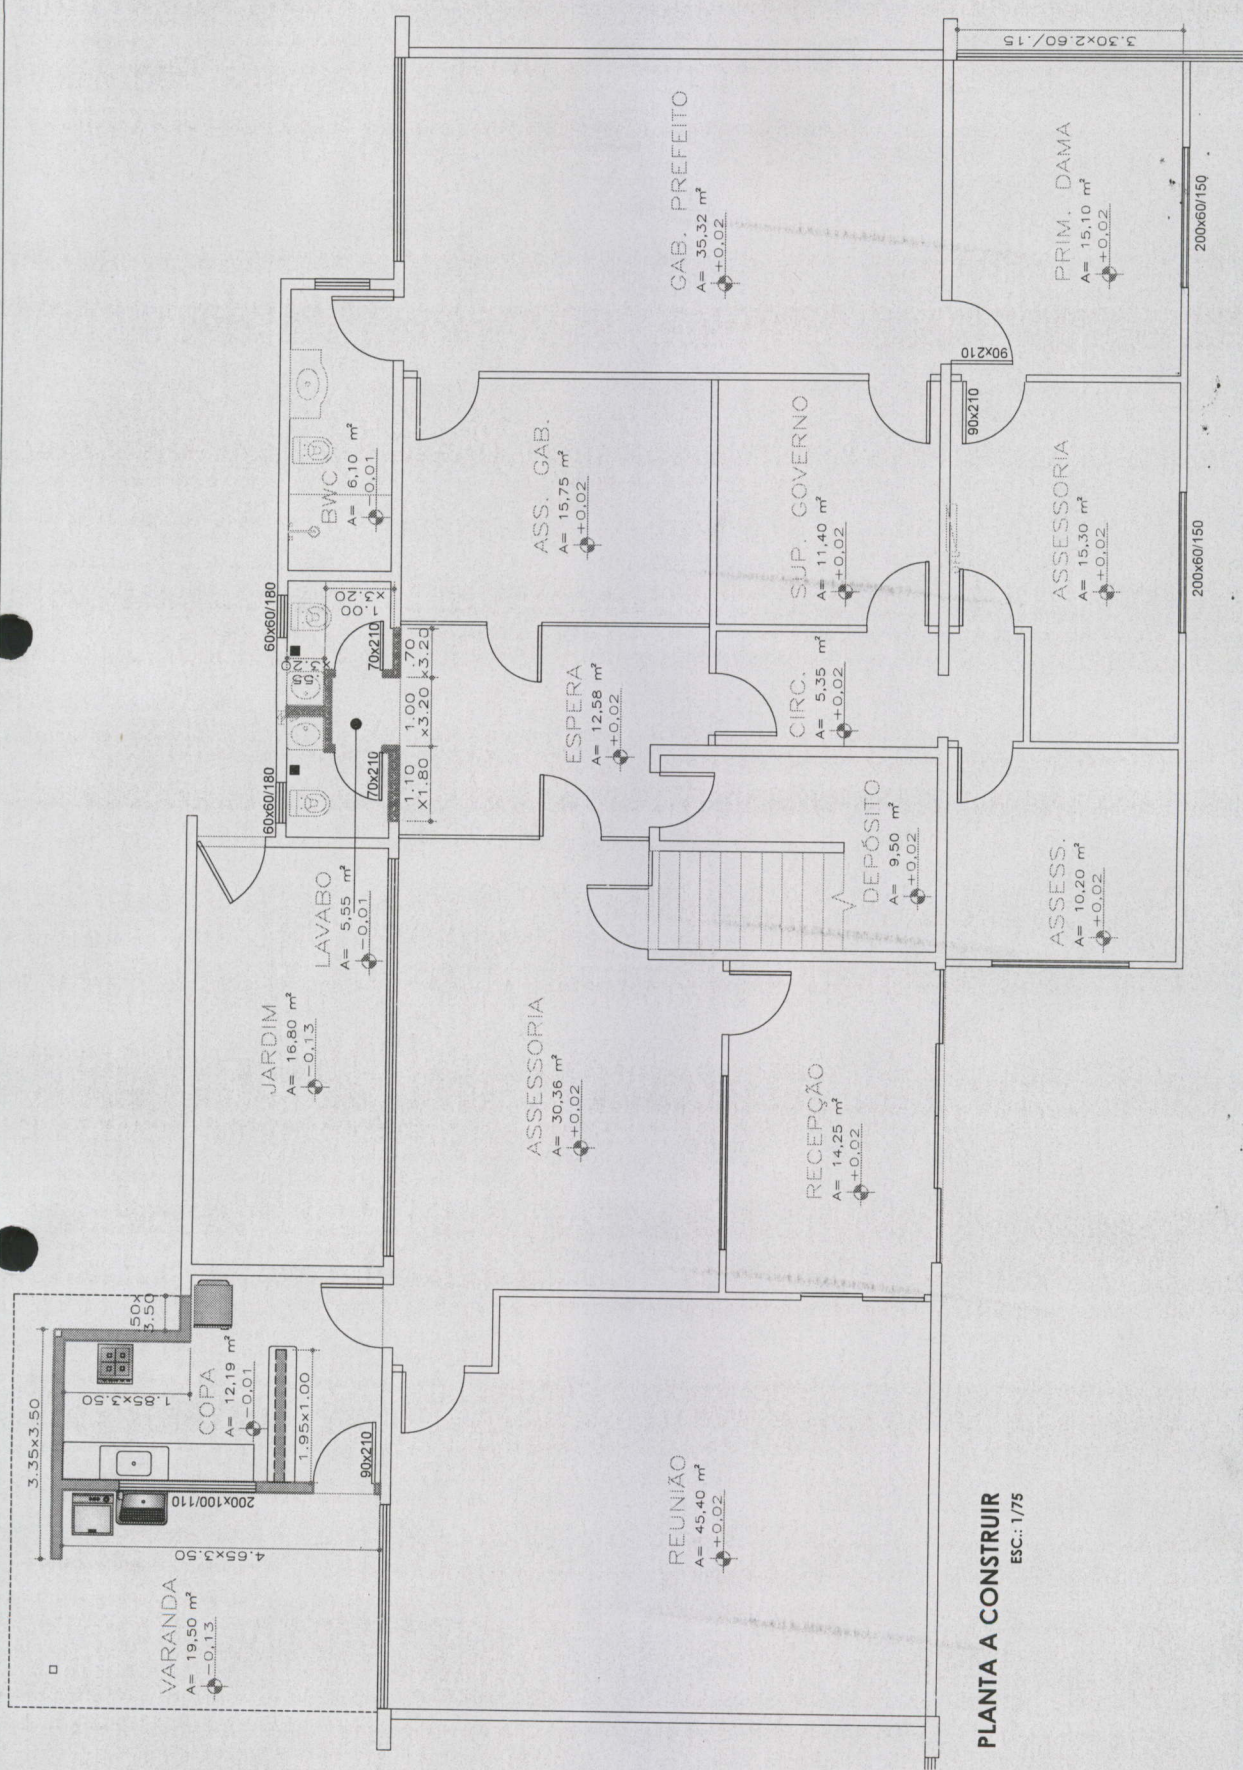 VARANDA
A= 19,50 m²
-0,13
3.35x3.50
4.65x3.50
200x100/110
1.85x3.50
COPA
A= 12,19 m²
-0,01
.50x
3.50
1.95x1.00
90x210
JARDIM
A= 16,80 m²
-0,13
LAVABO
A= 5,55 m²
-0,01
60x60/180
60x60/180
70x210
70x210
1.10
x1.80
1.00
x3.20
.70
x3.20
1.00
x3.20
BWC
A= 6,10 m²
-0,01
REUNIÃO
A= 45,40 m²
+0,02
ASSESSORIA
A= 30,36 m²
+0,02
ESPERA
A= 12,58 m²
+0,02
ASS. GAB.
A= 15,75 m²
+0,02
GAB. PREFEITO
A= 35,32 m²
+0,02
RECEPÇÃO
A= 14,25 m²
+0,02
DEPÓSITO
A= 9,50 m²
+0,02
CIRC.
A= 5,35 m²
+0,02
SUP. GOVERNO
A= 11,40 m²
+0,02
90x210
90x210
3.30x2.60/.15
ASSESS.
A= 10,20 m²
+0,02
ASSESSORIA
A= 15,30 m²
+0,02
PRIM. DAMA
A= 15,10 m²
+0,02
200x60/150
200x60/150
PLANTA A CONSTRUIR
ESC.: 1/75